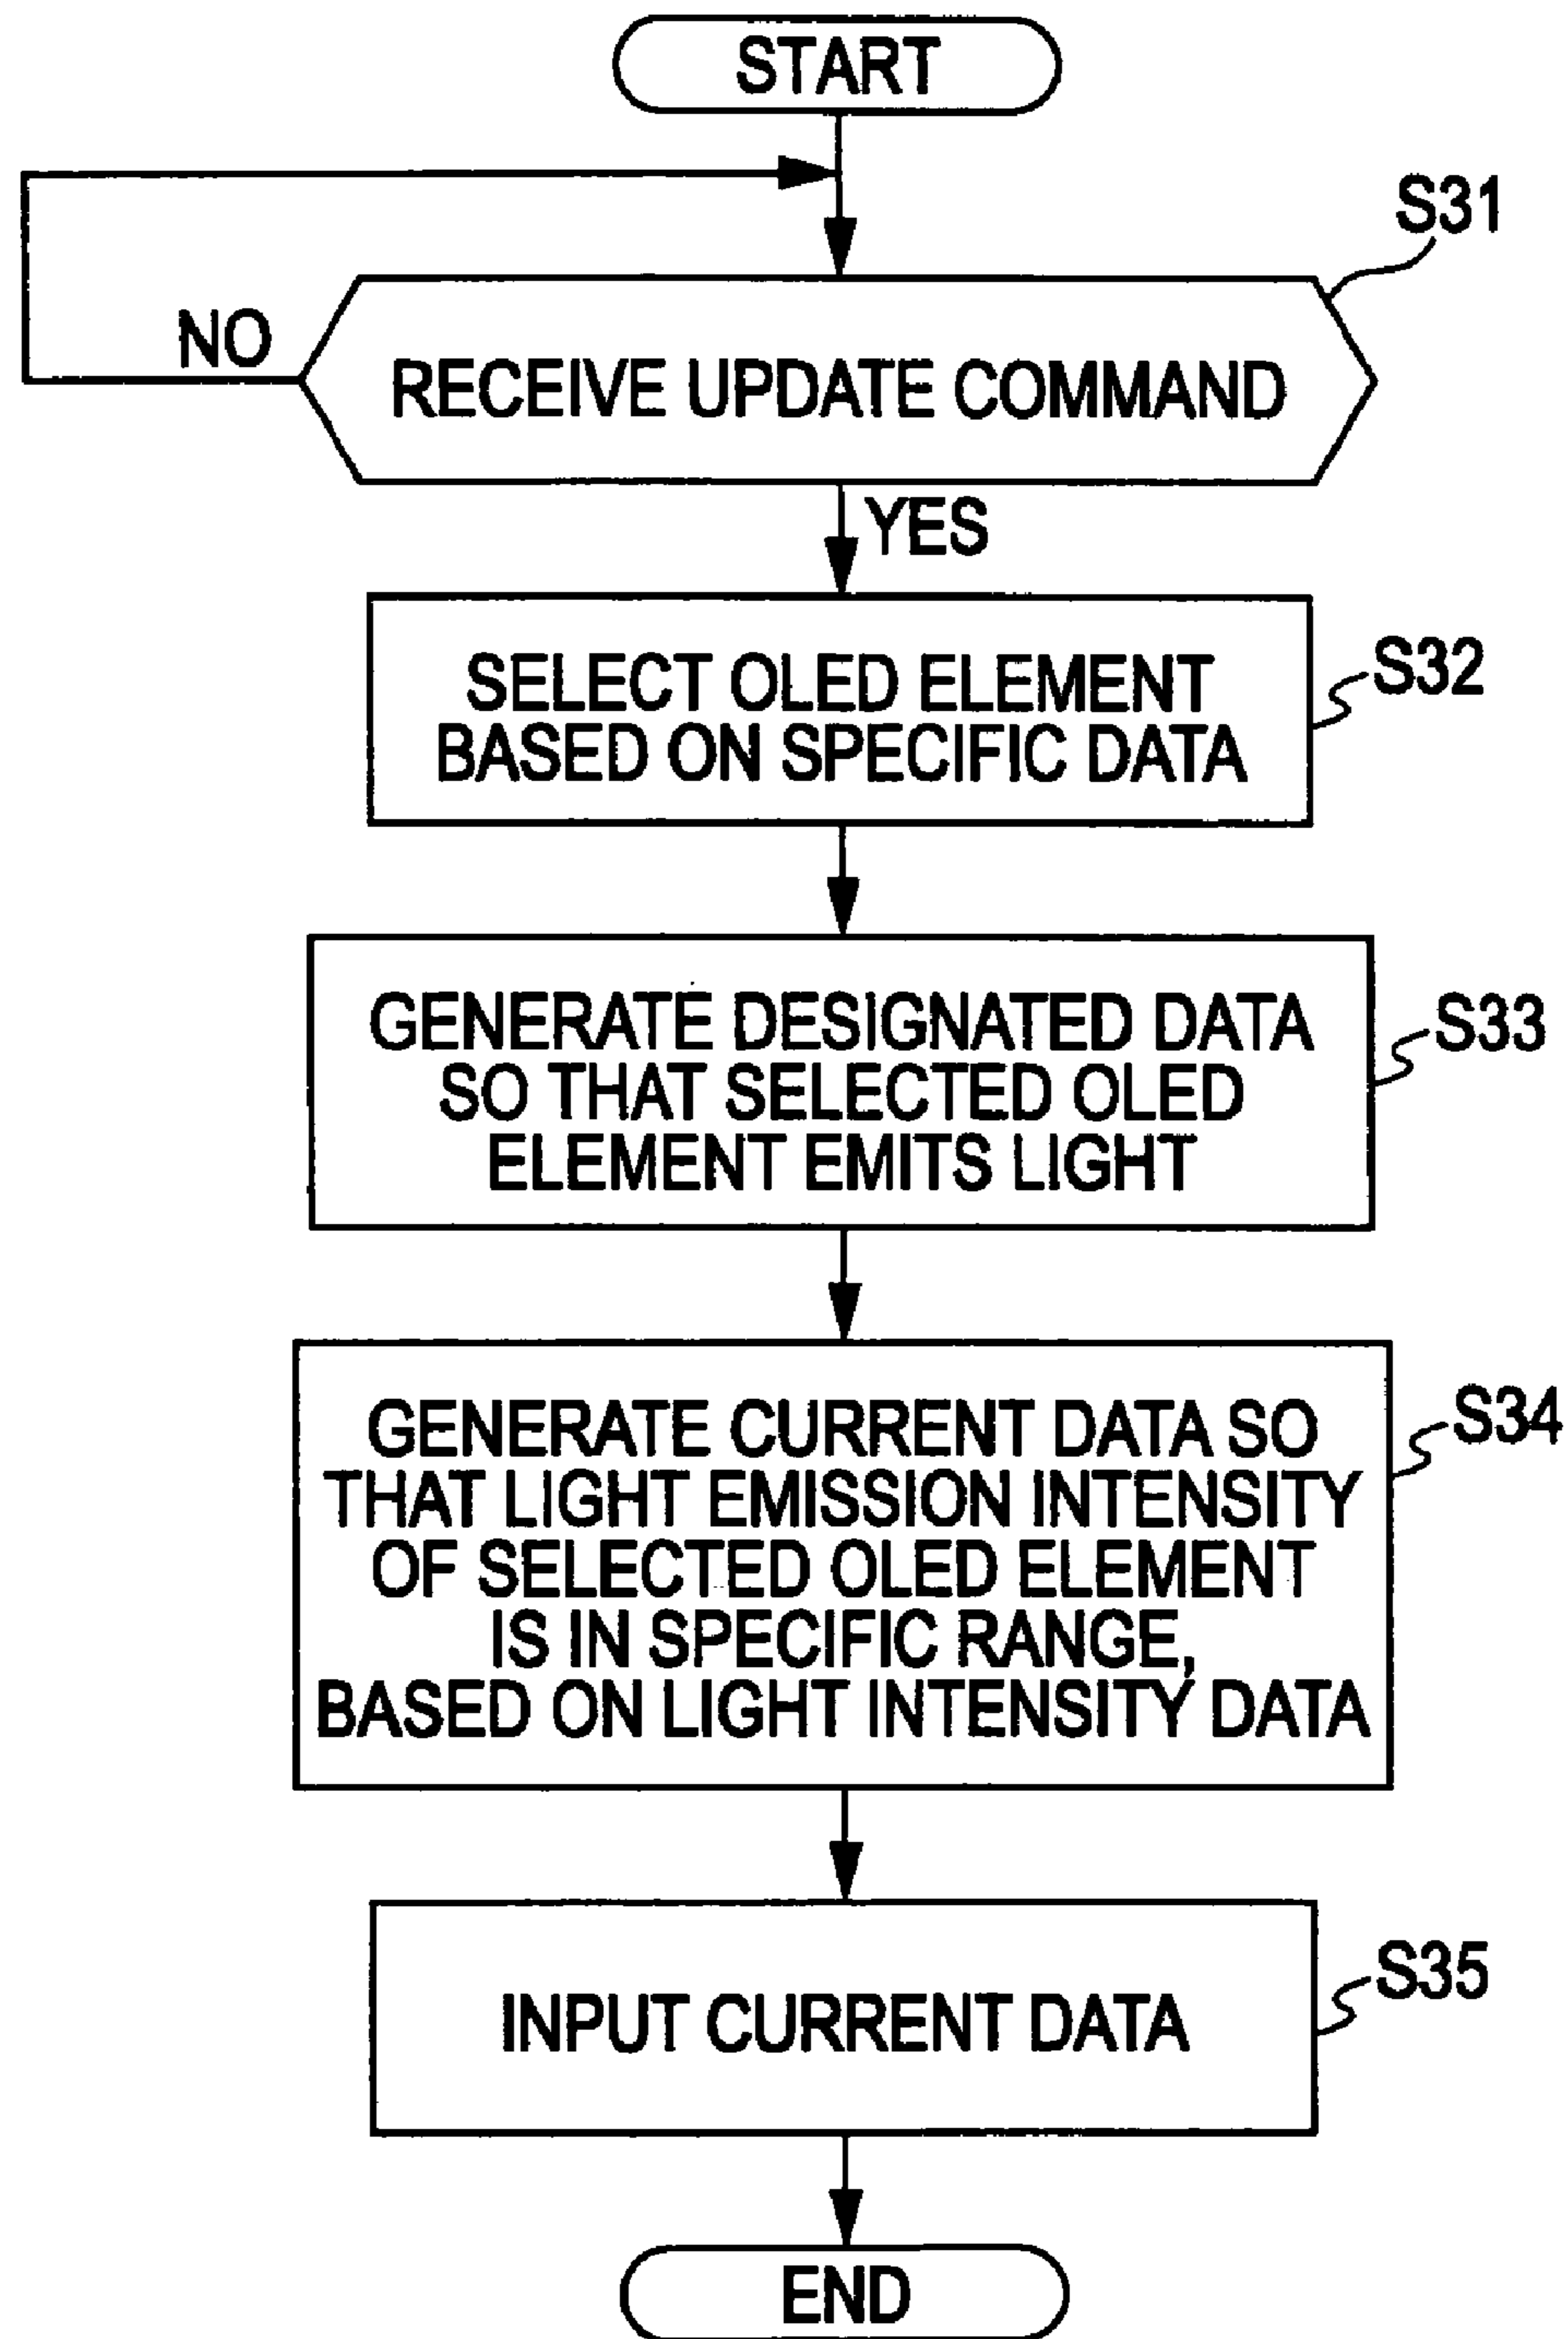 START
S31
NO
RECEIVE UPDATE COMMAND
YES
SELECT OLED ELEMENT
BASED ON SPECIFIC DATA
S32
GENERATE DESIGNATED DATA
SO THAT SELECTED OLED
ELEMENT EMITS LIGHT
S33
GENERATE CURRENT DATA SO
THAT LIGHT EMISSION INTENSITY
OF SELECTED OLED ELEMENT
IS IN SPECIFIC RANGE,
BASED ON LIGHT INTENSITY DATA
S34
INPUT CURRENT DATA
S35
END